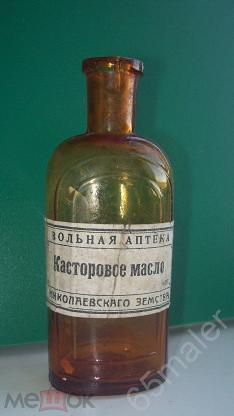 ВОЛЬНАЯ АПТЕКА
Касторовое масло
НИКОЛАЕВСКАГО ЗЕМСТВА
65maler
МешОк